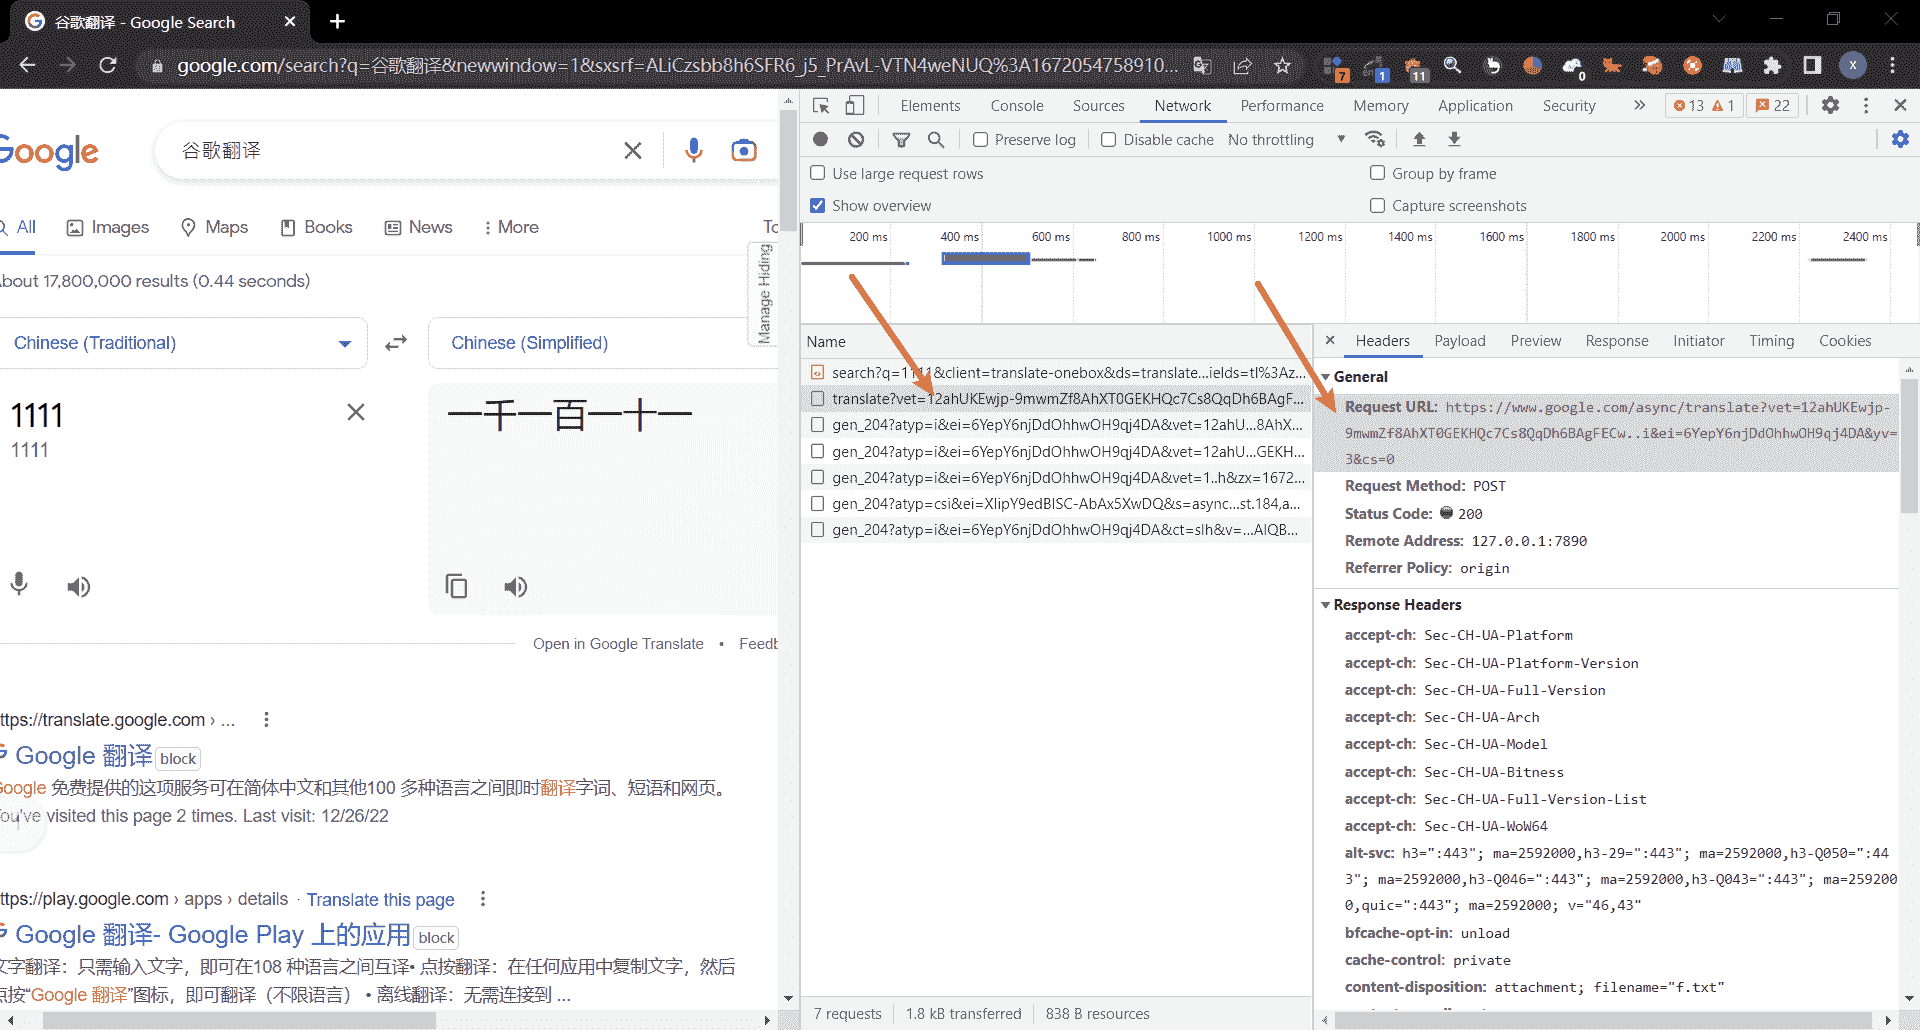 谷歌翻译 - Google Search
google.com/search?q=谷歌翻译&newwindow=1&sxsrf=ALiCzsbb8h6SFR6_j5_PrAvL-VTN4weNUQ%3A1672054758910...
7
1
11
0
X
Google
谷歌翻译
All Images Maps Books News More To
bout 17,800,000 results (0.44 seconds)
Manage Hiding
Chinese (Traditional) Chinese (Simplified)
1111 一千一百一十一
1111
Open in Google Translate • Feedb
ttps://translate.google.com › ...
Google 翻译 block
Google 免费提供的这项服务可在简体中文和其他100 多种语言之间即时翻译字词、短语和网页。
You've visited this page 2 times. Last visit: 12/26/22
ttps://play.google.com › apps › details · Translate this page
Google 翻译- Google Play 上的应用 block
文字翻译：只需输入文字，即可在108 种语言之间互译• 点按翻译：在任何应用中复制文字，然后
点按“Google 翻译”图标，即可翻译（不限语言） • 离线翻译：无需连接到 ...
Elements Console Sources Network Performance Memory Application Security » 13 1 22
Preserve log Disable cache No throttling
Use large request rows Group by frame
Show overview Capture screenshots
200 ms 400 ms 600 ms 800 ms 1000 ms 1200 ms 1400 ms 1600 ms 1800 ms 2000 ms 2200 ms 2400 ms
Name
search?q=1111&client=translate-onebox&ds=translate...ields=tl%3Az...
translate?vet=12ahUKEwjp-9mwmZf8AhXT0GEKHQc7Cs8QqDh6BAgF...
gen_204?atyp=i&ei=6YepY6njDdOhhwOH9qj4DA&vet=12ahU...8AhX...
gen_204?atyp=i&ei=6YepY6njDdOhhwOH9qj4DA&vet=12ahU...GEKH...
gen_204?atyp=i&ei=6YepY6njDdOhhwOH9qj4DA&vet=1..h&zx=1672...
gen_204?atyp=csi&ei=XIipY9edBISC-AbAx5XwDQ&s=async...st.184,a...
gen_204?atyp=i&ei=6YepY6njDdOhhwOH9qj4DA&ct=slh&v=...AIQB...
7 requests 1.8 kB transferred 838 B resources
Headers Payload Preview Response Initiator Timing Cookies
General
Request URL: https://www.google.com/async/translate?vet=12ahUKEwjp-
9mwmZf8AhXT0GEKHQc7Cs8QqDh6BAgFECw..i&ei=6YepY6njDdOhhwOH9qj4DA&yv=
3&cs=0
Request Method: POST
Status Code: 200
Remote Address: 127.0.0.1:7890
Referrer Policy: origin
Response Headers
accept-ch: Sec-CH-UA-Platform
accept-ch: Sec-CH-UA-Platform-Version
accept-ch: Sec-CH-UA-Full-Version
accept-ch: Sec-CH-UA-Arch
accept-ch: Sec-CH-UA-Model
accept-ch: Sec-CH-UA-Bitness
accept-ch: Sec-CH-UA-Full-Version-List
accept-ch: Sec-CH-UA-WoW64
alt-svc: h3=":443"; ma=2592000,h3-29=":443"; ma=2592000,h3-Q050=":44
3"; ma=2592000,h3-Q046=":443"; ma=2592000,h3-Q043=":443"; ma=259200
0,quic=":443"; ma=2592000; v="46,43"
bfcache-opt-in: unload
cache-control: private
content-disposition: attachment; filename="f.txt"